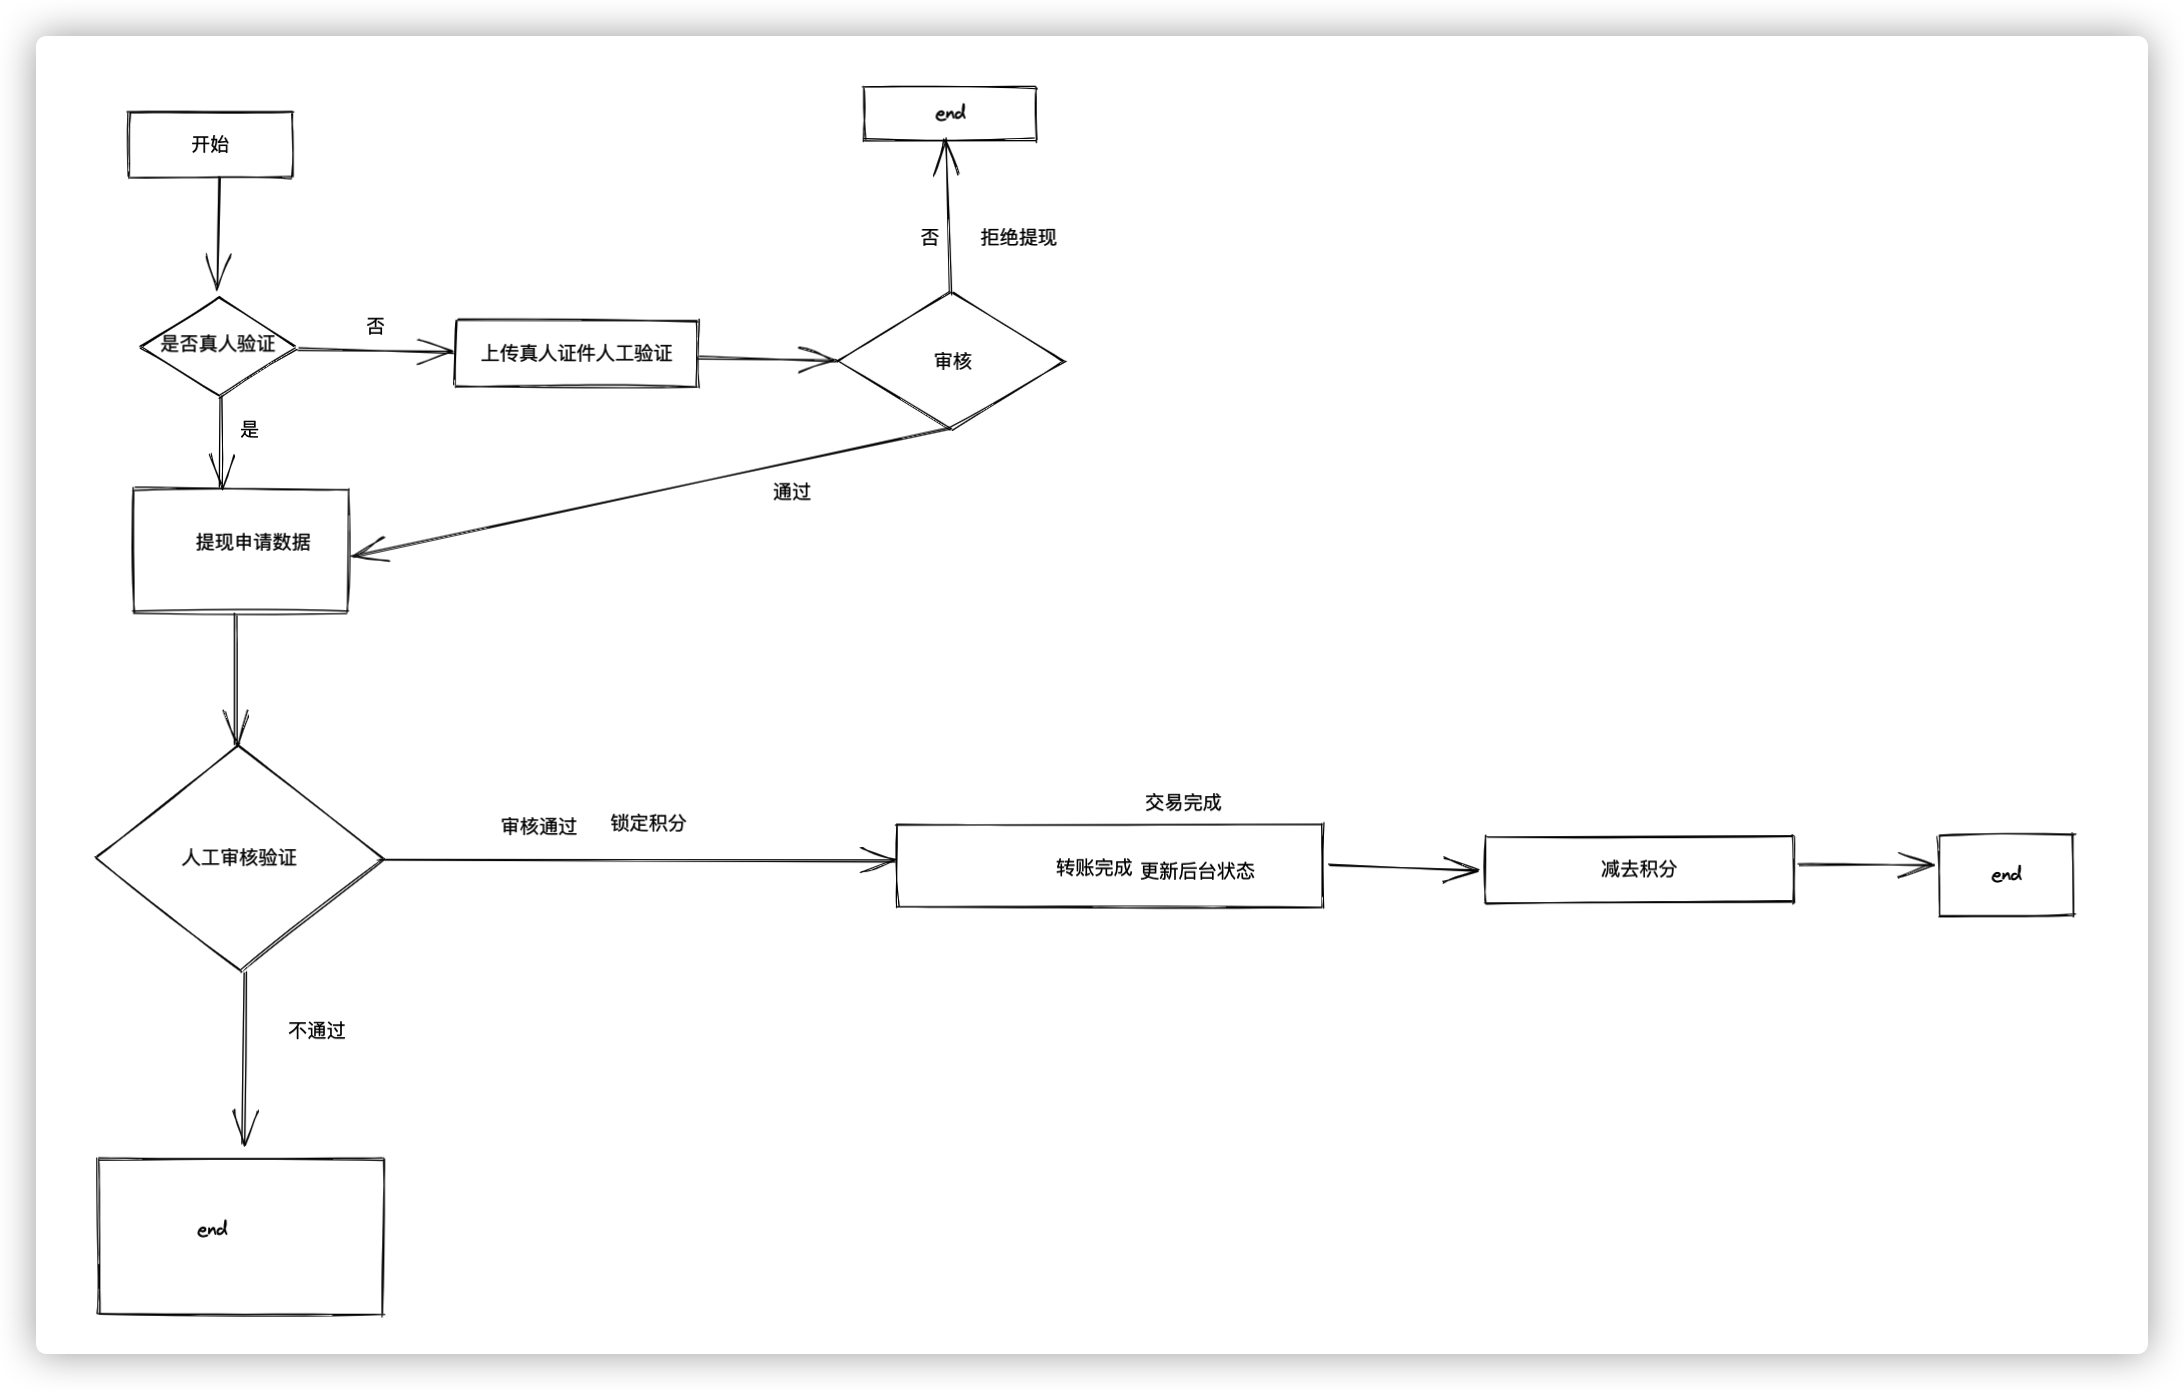 开始
end
否
拒绝提现
是否真人验证
否
上传真人证件人工验证
审核
是
通过
提现申请数据
人工审核验证
审核通过
锁定积分
交易完成
转账完成
更新后台状态
减去积分
end
不通过
end